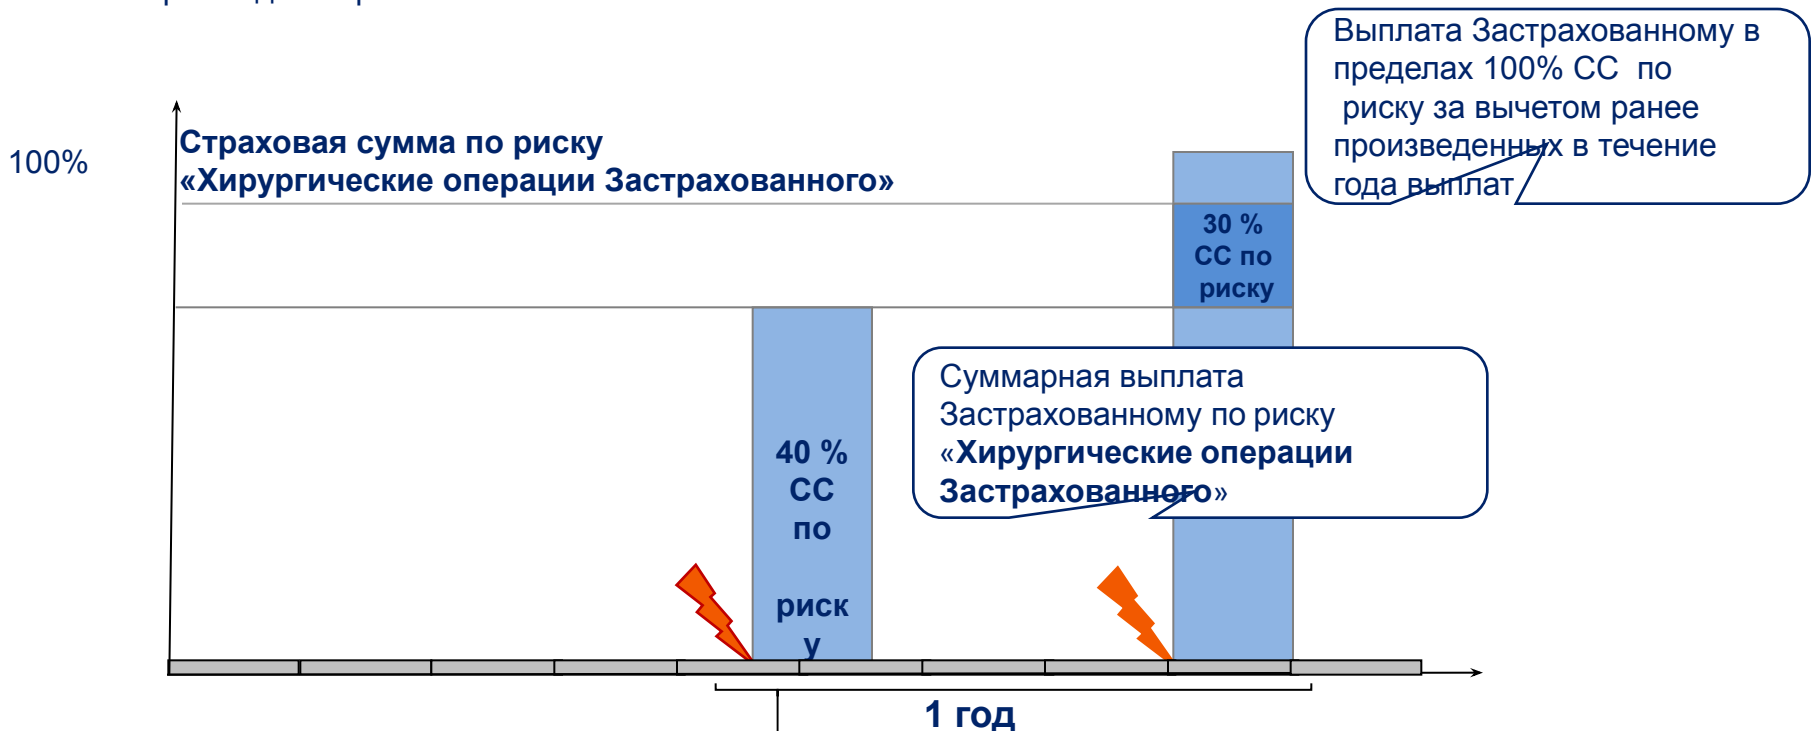 Выплата Застрахованному в
пределах 100% СС по
риску за вычетом ранее
произведенных в течение
года выплат
100%
Страховая сумма по риску
«Хирургические операции Застрахованного»
30 %
СС по
риску
Суммарная выплата
Застрахованному по риску
«Хирургические операции
Застрахованного»
40 %
СС
по
риск
у
1 год